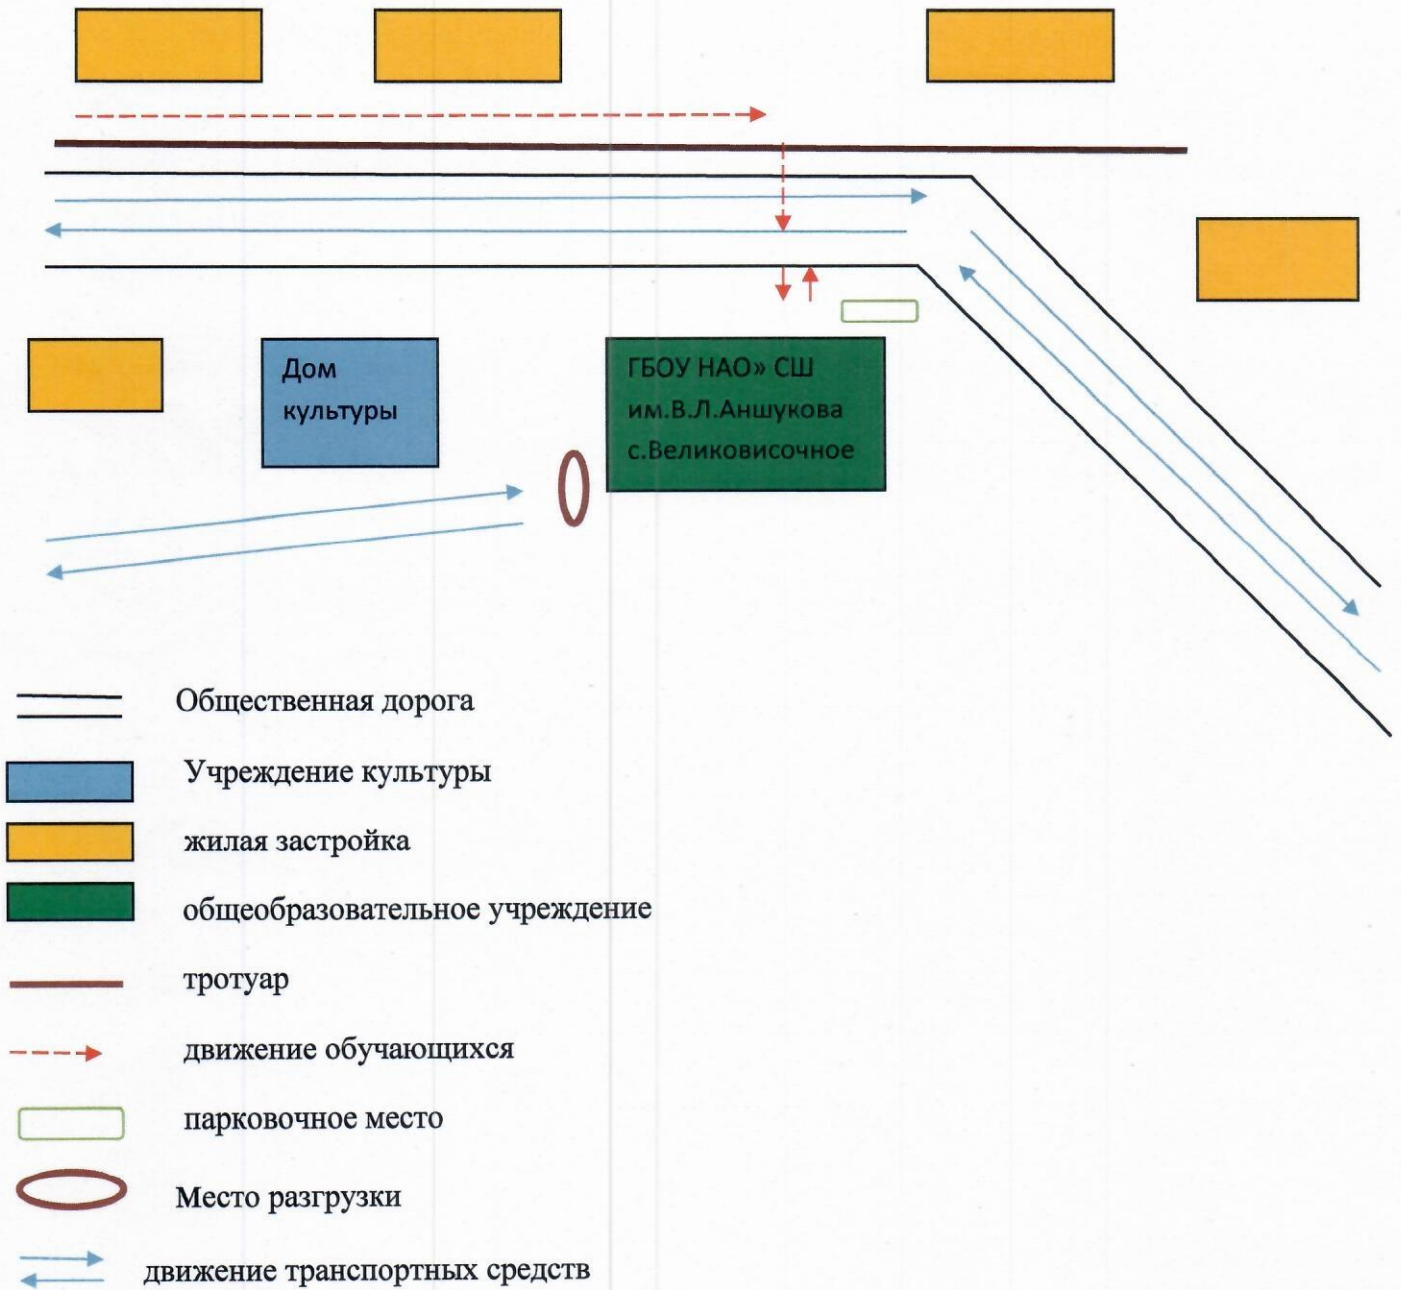 Дом
культуры
ГБОУ НАО» СШ
им.В.Л.Аншукова
с.Великовисочное
Общественная дорога
Учреждение культуры
жилая застройка
общеобразовательное учреждение
тротуар
движение обучающихся
парковочное место
Место разгрузки
движение транспортных средств